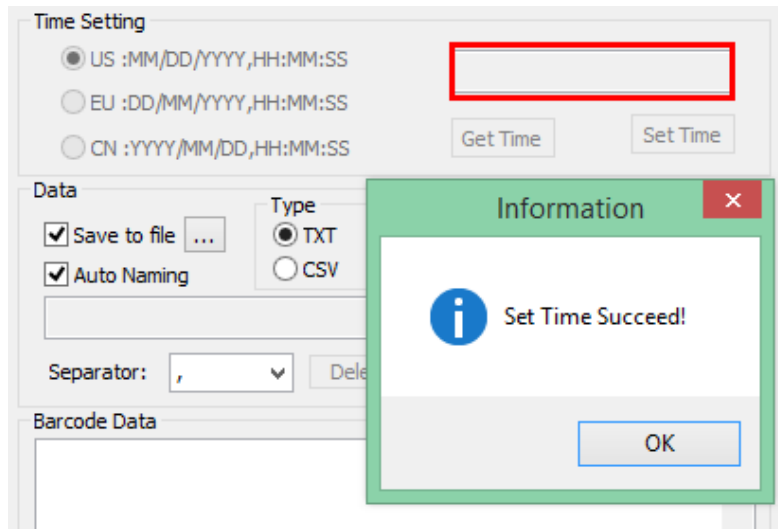 Time Setting
US :MM/DD/YYYY,HH:MM:SS
EU :DD/MM/YYYY,HH:MM:SS
CN :YYYY/MM/DD,HH:MM:SS
Get Time
Set Time
Data
Save to file
...
Type
TXT
Auto Naming
CSV
Separator:
,
Barcode Data
Information
Set Time Succeed!
OK